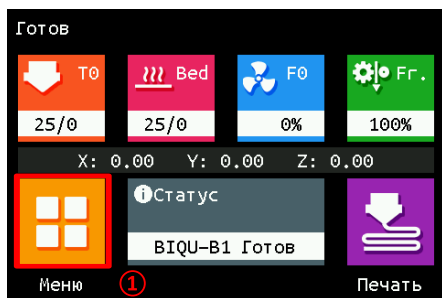 Готов
T0 Bed F0 Fr.
25/0 25/0 0% 100%
X: 0.00 Y: 0.00 Z: 0.00
Статус
BIQU-B1 Готов
Меню ① Печать